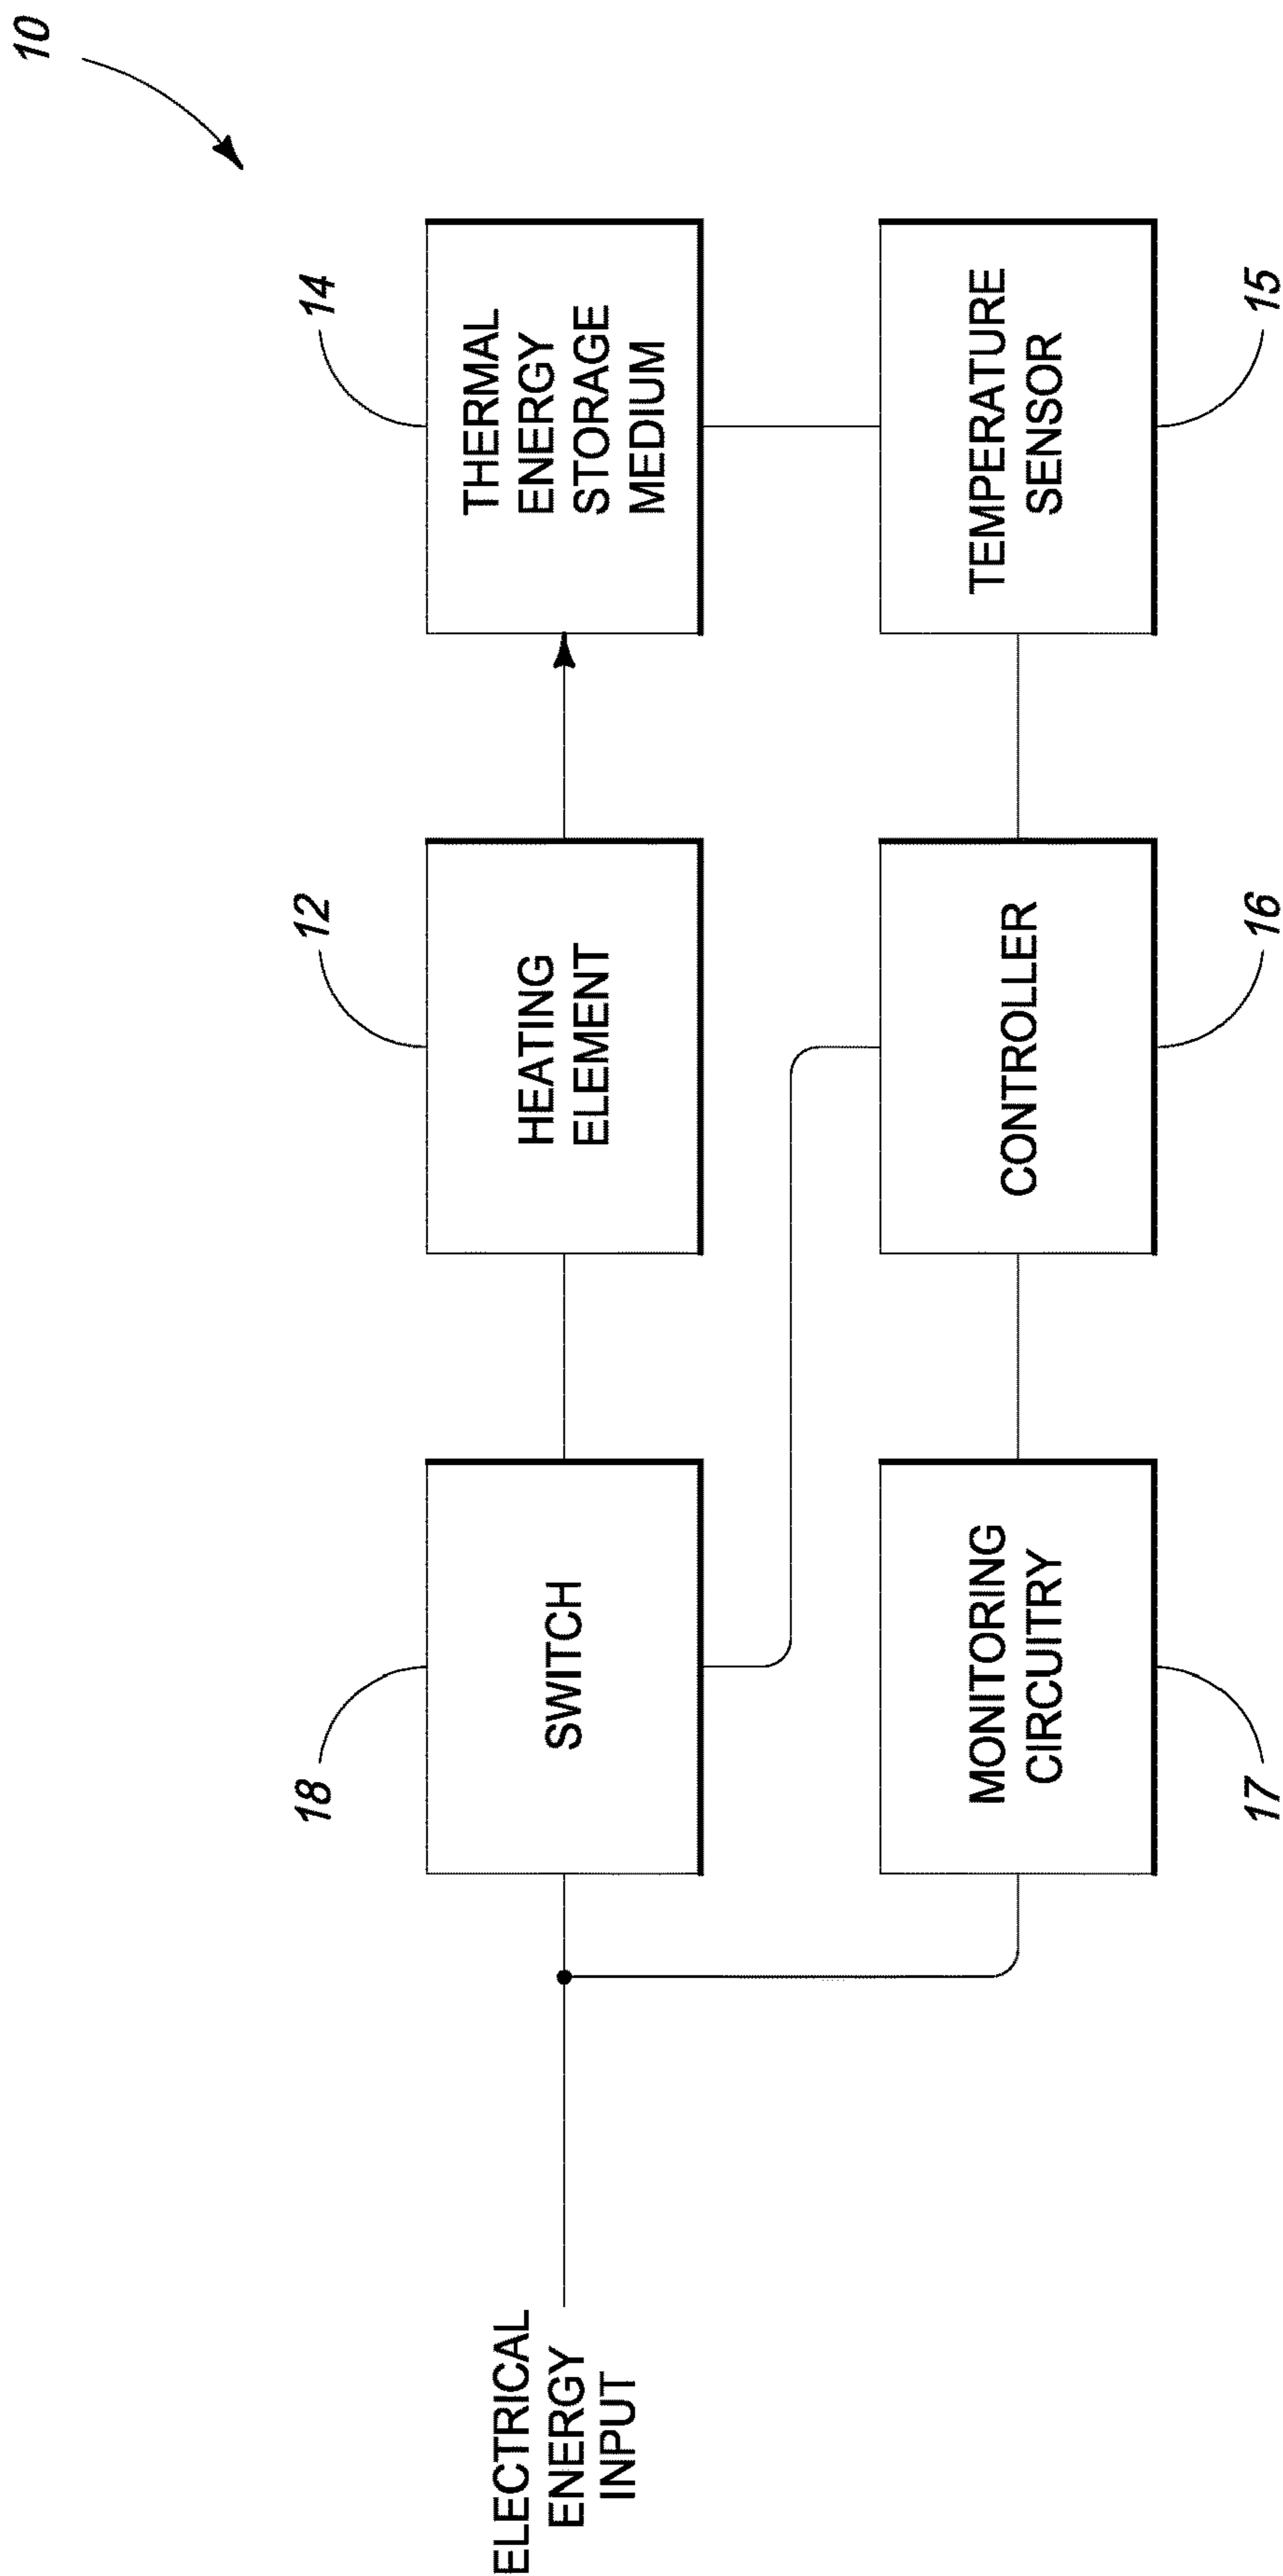 10
14
12
18
THERMAL
ENERGY
STORAGE
MEDIUM
HEATING
ELEMENT
SWITCH
ELECTRICAL
ENERGY
INPUT
TEMPERATURE
SENSOR
CONTROLLER
MONITORING
CIRCUITRY
15
16
17